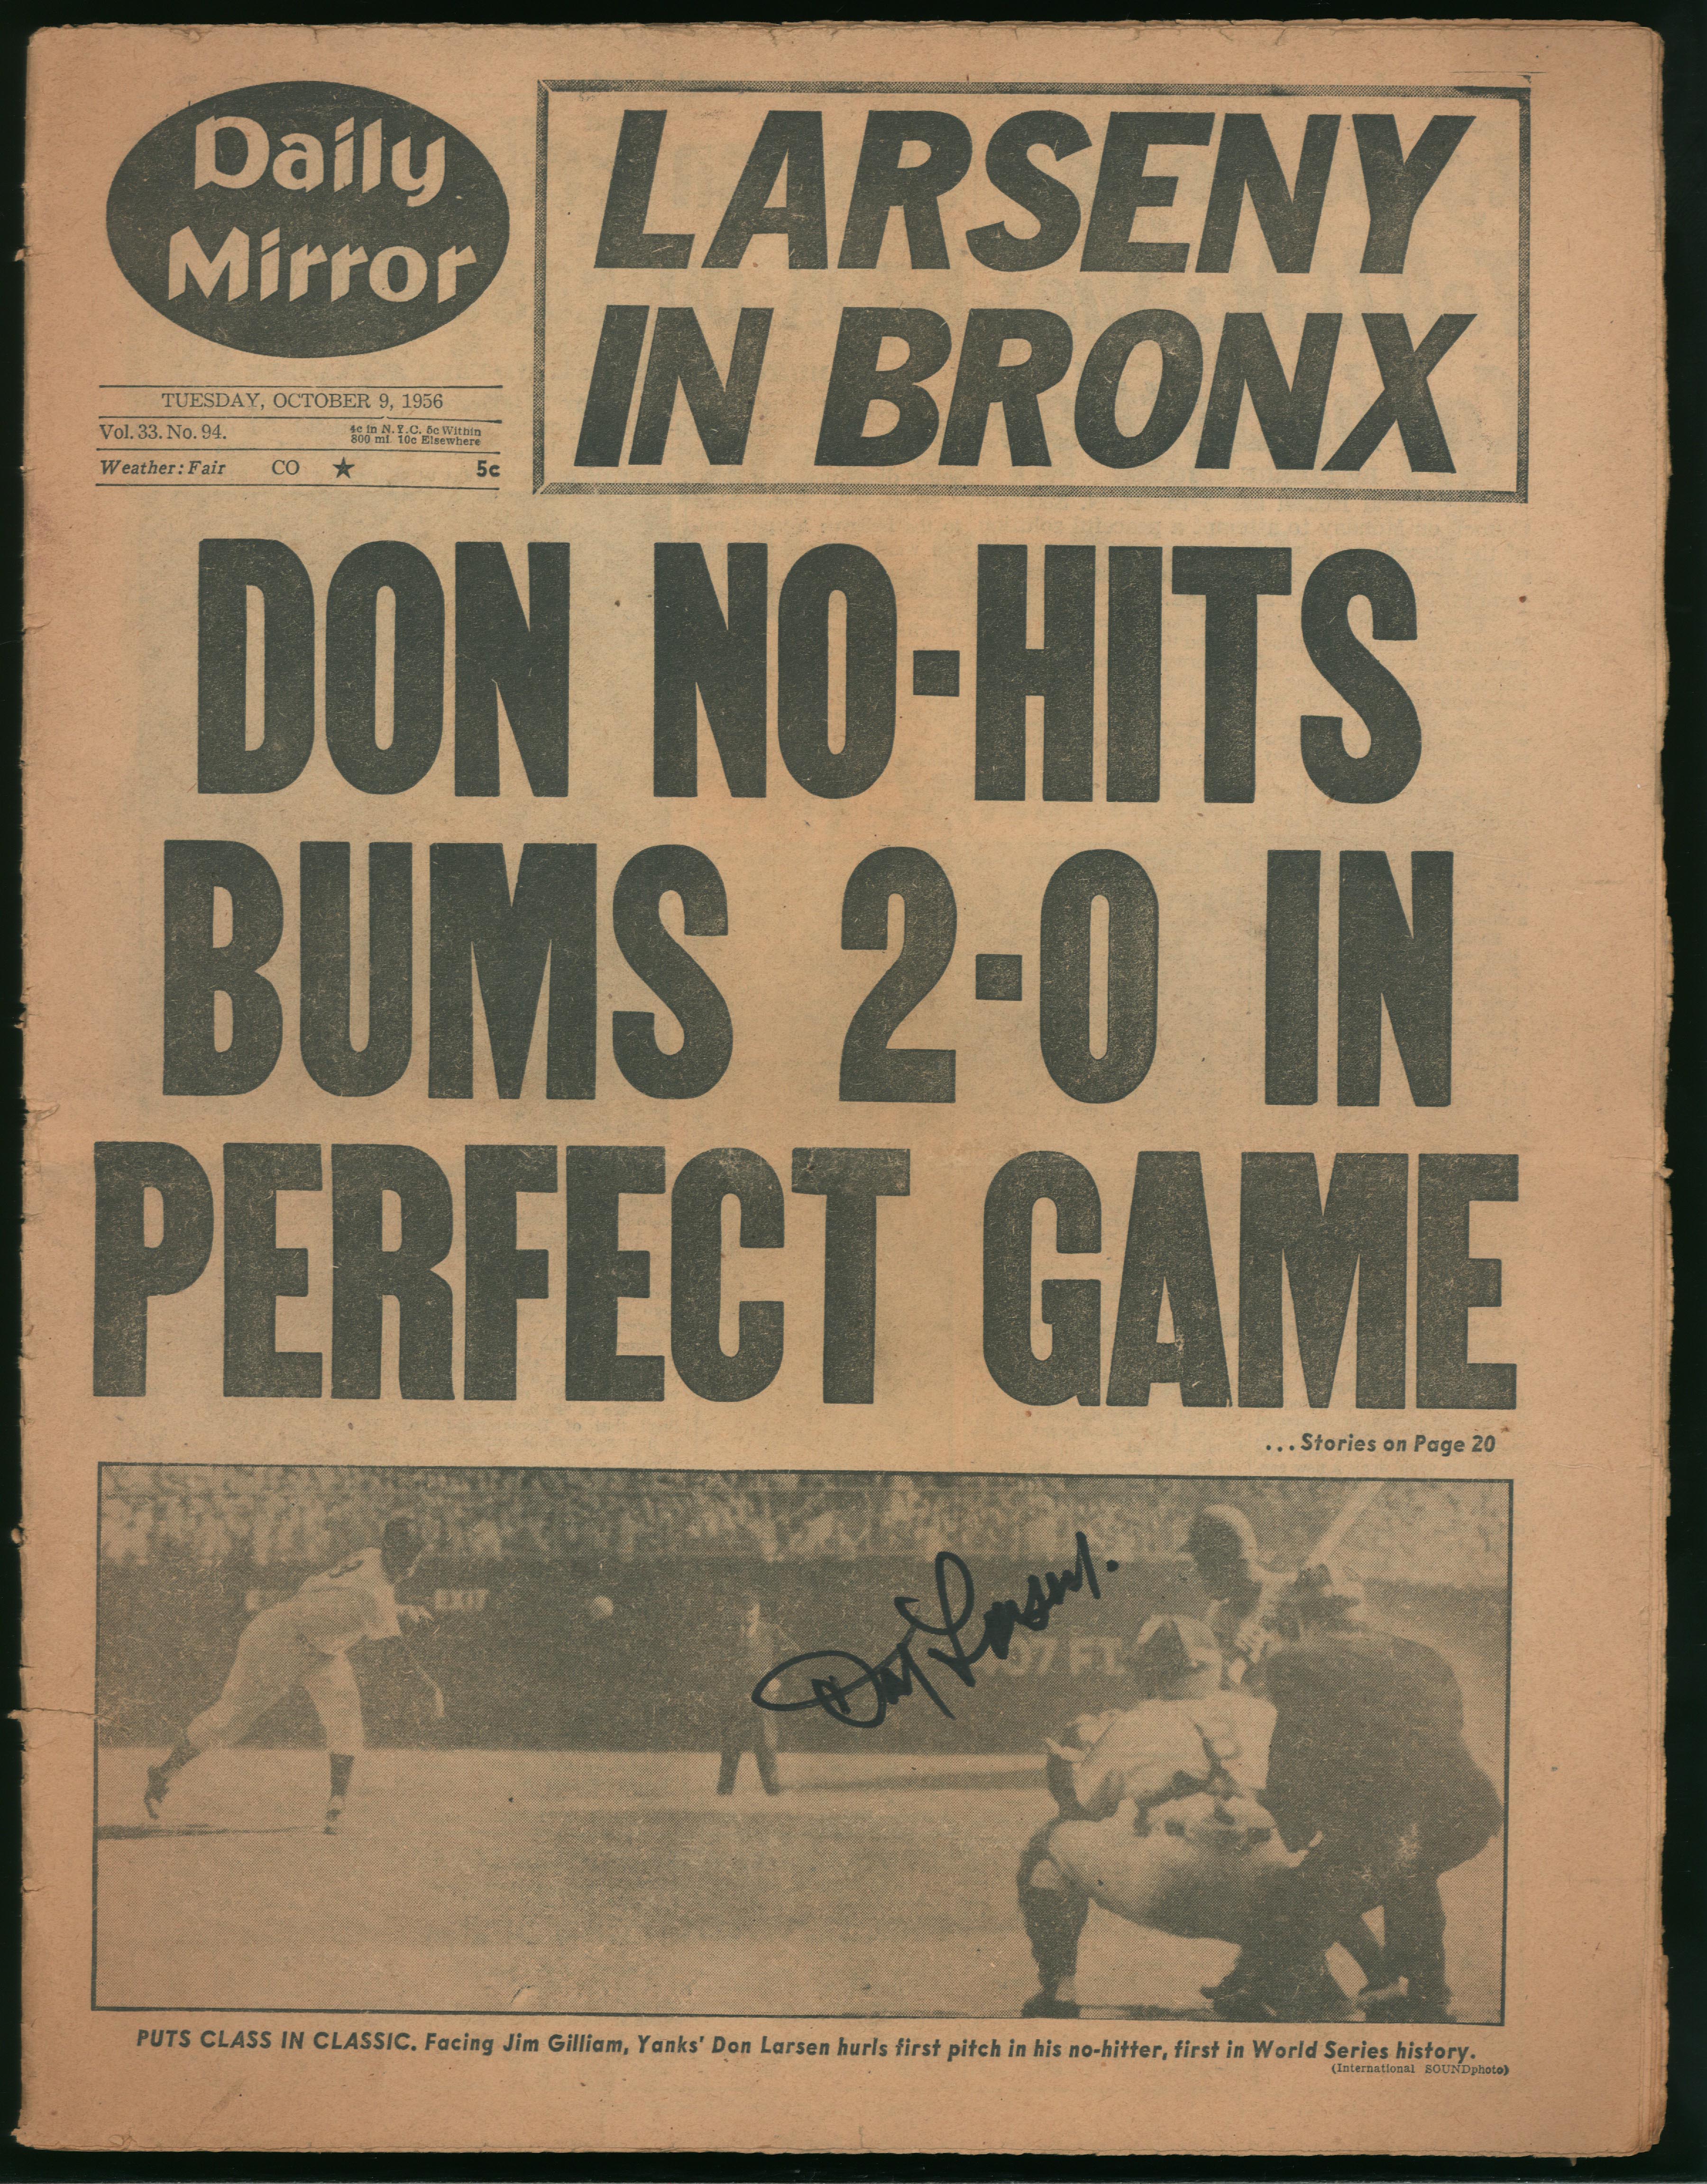 Daily
Mirror
TUESDAY, OCTOBER 9, 1956
Vol. 33. No. 94.
4c in N.Y.C. 5c Within
800 mi. 10c Elsewhere
Weather: Fair CO ★ 5c
LARSENY
IN BRONX
DON NO-HITS
BUMS 2-0 IN
PERFECT GAME
...Stories on Page 20
EXIT
Don Larsen.
PUTS CLASS IN CLASSIC. Facing Jim Gilliam, Yanks' Don Larsen hurls first pitch in his no-hitter, first in World Series history.
(International SOUNDphoto)